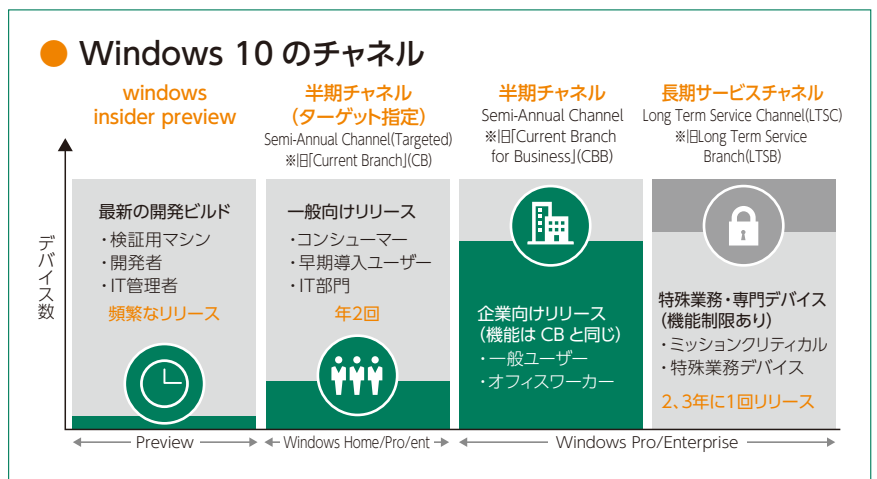 Windows 10 のチャネル
windows
insider preview
半期チャネル
(ターゲット指定)
Semi-Annual Channel(Targeted)
※旧「Current Branch」(CB)
半期チャネル
Semi-Annual Channel
※旧「Current Branch
for Business」(CBB)
長期サービスチャネル
Long Term Service Channel(LTSC)
※旧Long Term Service
Branch(LTSB)
デバイス数
最新の開発ビルド
・検証用マシン
・開発者
・IT管理者
頻繁なリリース
一般向けリリース
・コンシューマー
・早期導入ユーザー
・IT部門
年2回
企業向けリリース
(機能は CB と同じ)
・一般ユーザー
・オフィスワーカー
特殊業務・専門デバイス
(機能制限あり)
・ミッションクリティカル
・特殊業務デバイス
2、3年に1回リリース
Preview
Windows Home/Pro/ent
Windows Pro/Enterprise